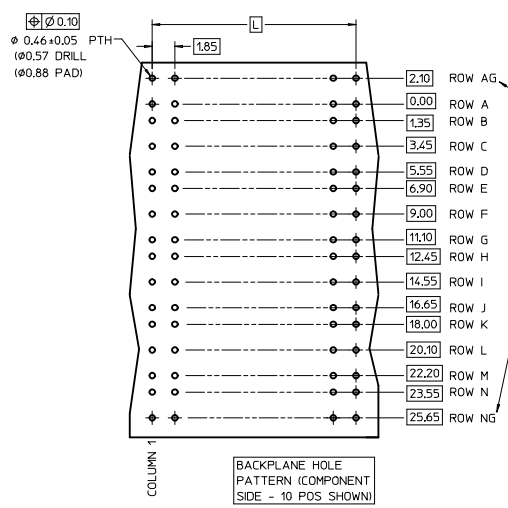 ⌖ Ø 0.10
L
Ø 0.46±0.05 PTH
1.85
(Ø0.57 DRILL
(Ø0.88 PAD)
2.10 ROW AG
0.00 ROW A
1.35 ROW B
3.45 ROW C
5.55 ROW D
6.90 ROW E
9.00 ROW F
11.10 ROW G
12.45 ROW H
14.55 ROW I
16.65 ROW J
18.00 ROW K
20.10 ROW L
22.20 ROW M
23.55 ROW N
25.65 ROW NG
COLUMN 1
BACKPLANE HOLE
PATTERN (COMPONENT
SIDE - 10 POS SHOWN)